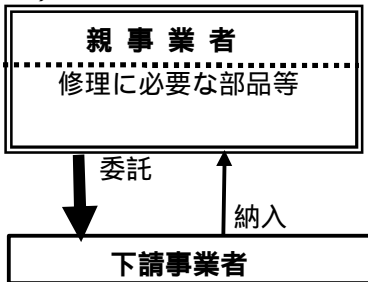 親事業者
修理に必要な部品等
委託
納入
下請事業者